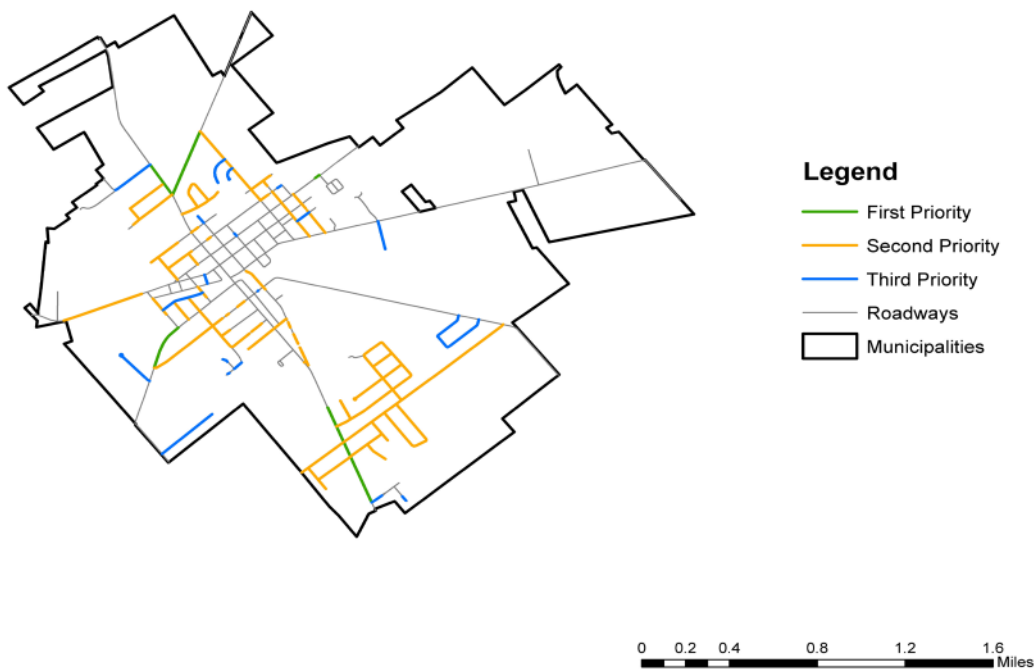 Legend
First Priority
Second Priority
Third Priority
Roadways
Municipalities
0 0.2 0.4 0.8 1.2 1.6
Miles